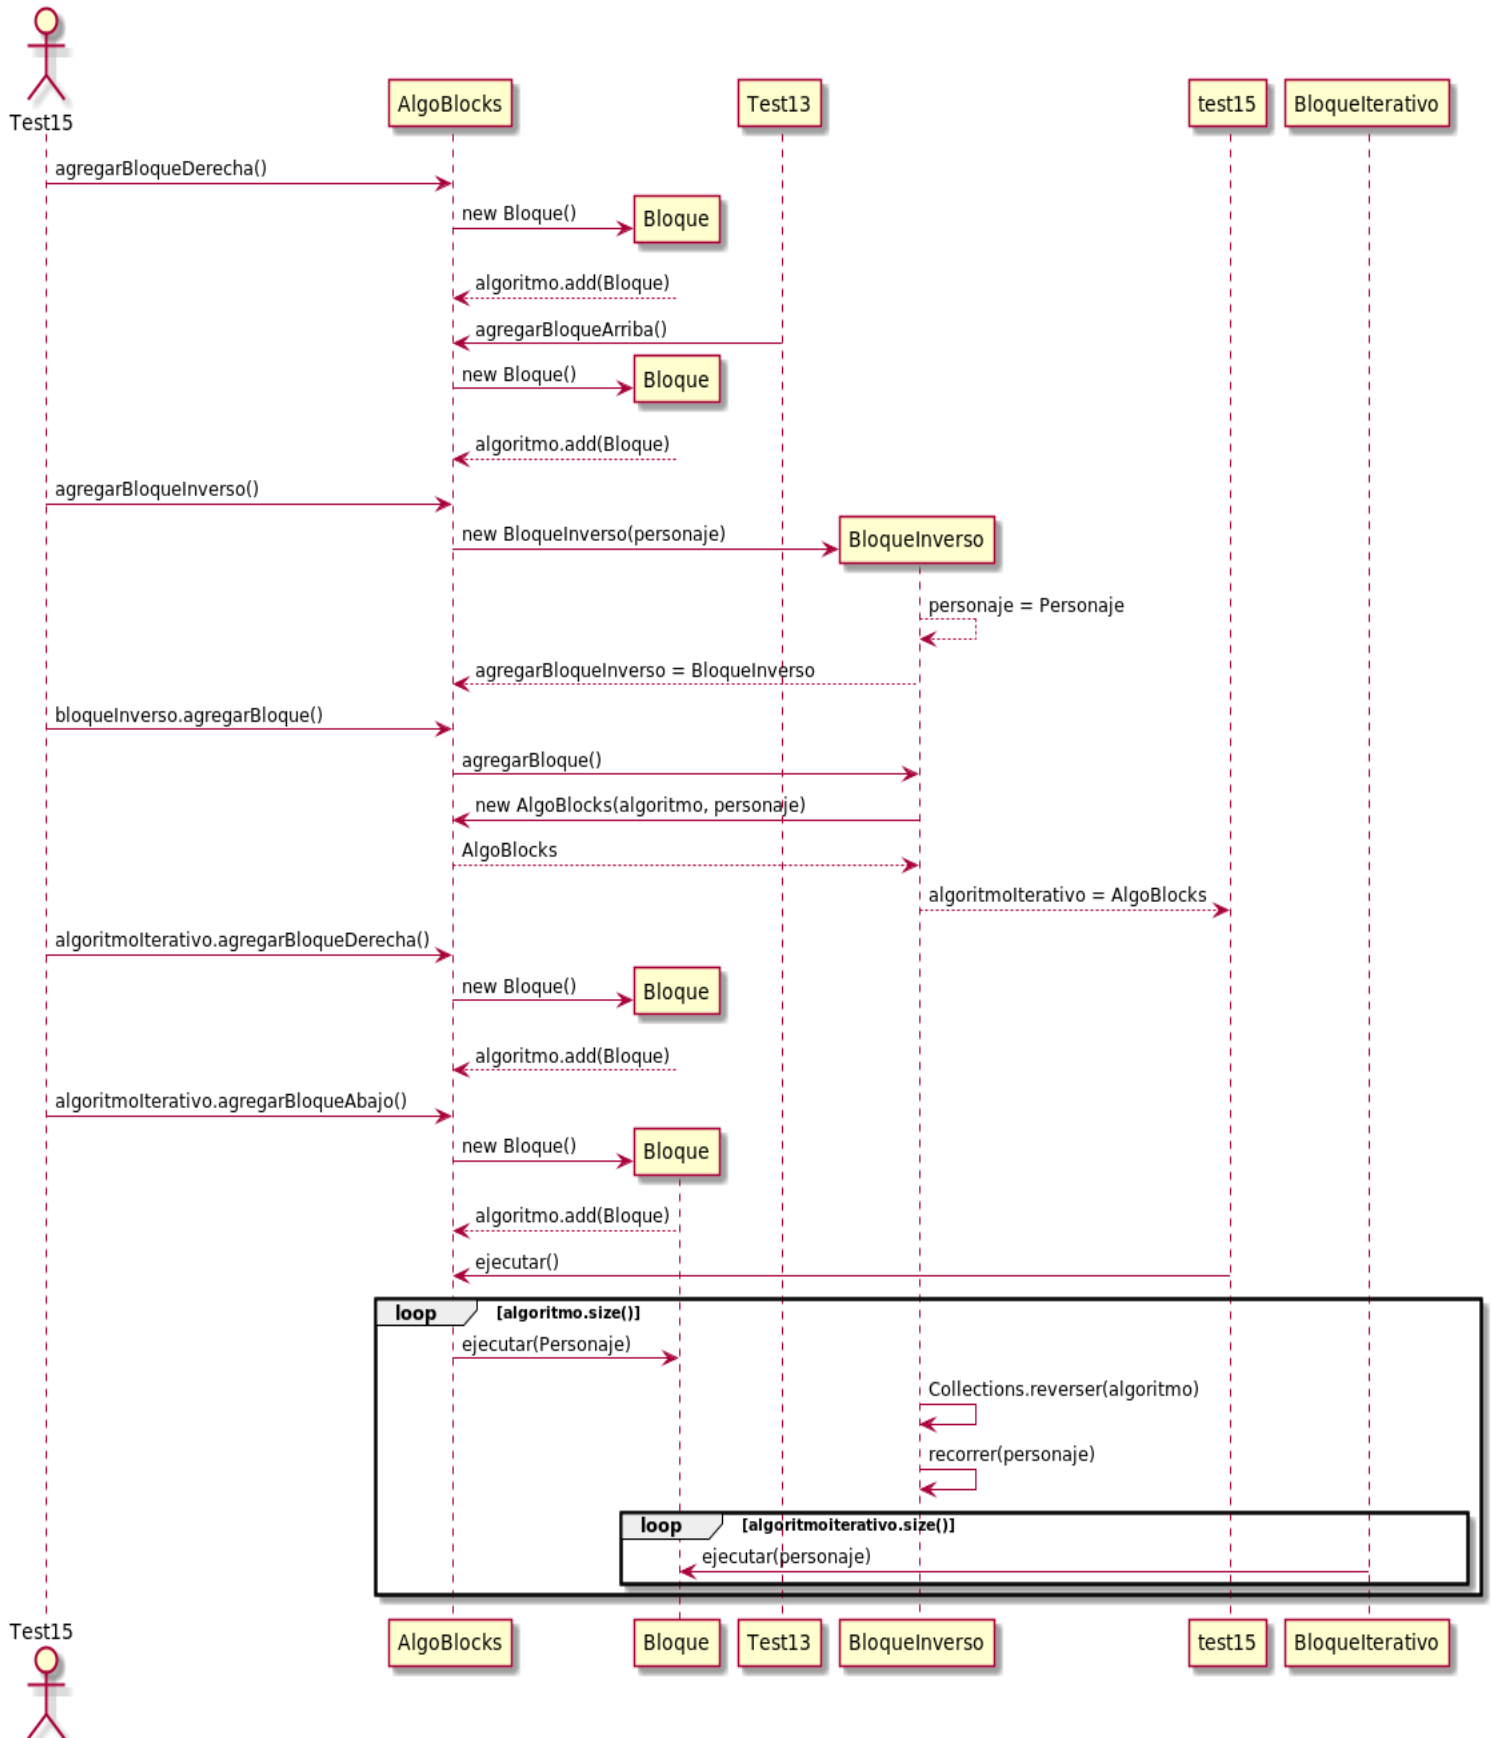 Test15
AlgoBlocks
Test13
test15
BloqueIterativo
agregarBloqueDerecha()
new Bloque()
Bloque
algoritmo.add(Bloque)
agregarBloqueArriba()
new Bloque()
Bloque
algoritmo.add(Bloque)
agregarBloqueInverso()
new BloqueInverso(personaje)
BloqueInverso
personaje = Personaje
agregarBloqueInverso = BloqueInverso
bloqueInverso.agregarBloque()
agregarBloque()
new AlgoBlocks(algoritmo, personaje)
AlgoBlocks
algoritmoIterativo = AlgoBlocks
algoritmoIterativo.agregarBloqueDerecha()
new Bloque()
Bloque
algoritmo.add(Bloque)
algoritmoIterativo.agregarBloqueAbajo()
new Bloque()
Bloque
algoritmo.add(Bloque)
ejecutar()
loop [algoritmo.size()]
ejecutar(Personaje)
Collections.reverser(algoritmo)
recorrer(personaje)
loop [algoritmoiterativo.size()]
ejecutar(personaje)
Test15
AlgoBlocks
Bloque
Test13
BloqueInverso
test15
BloqueIterativo